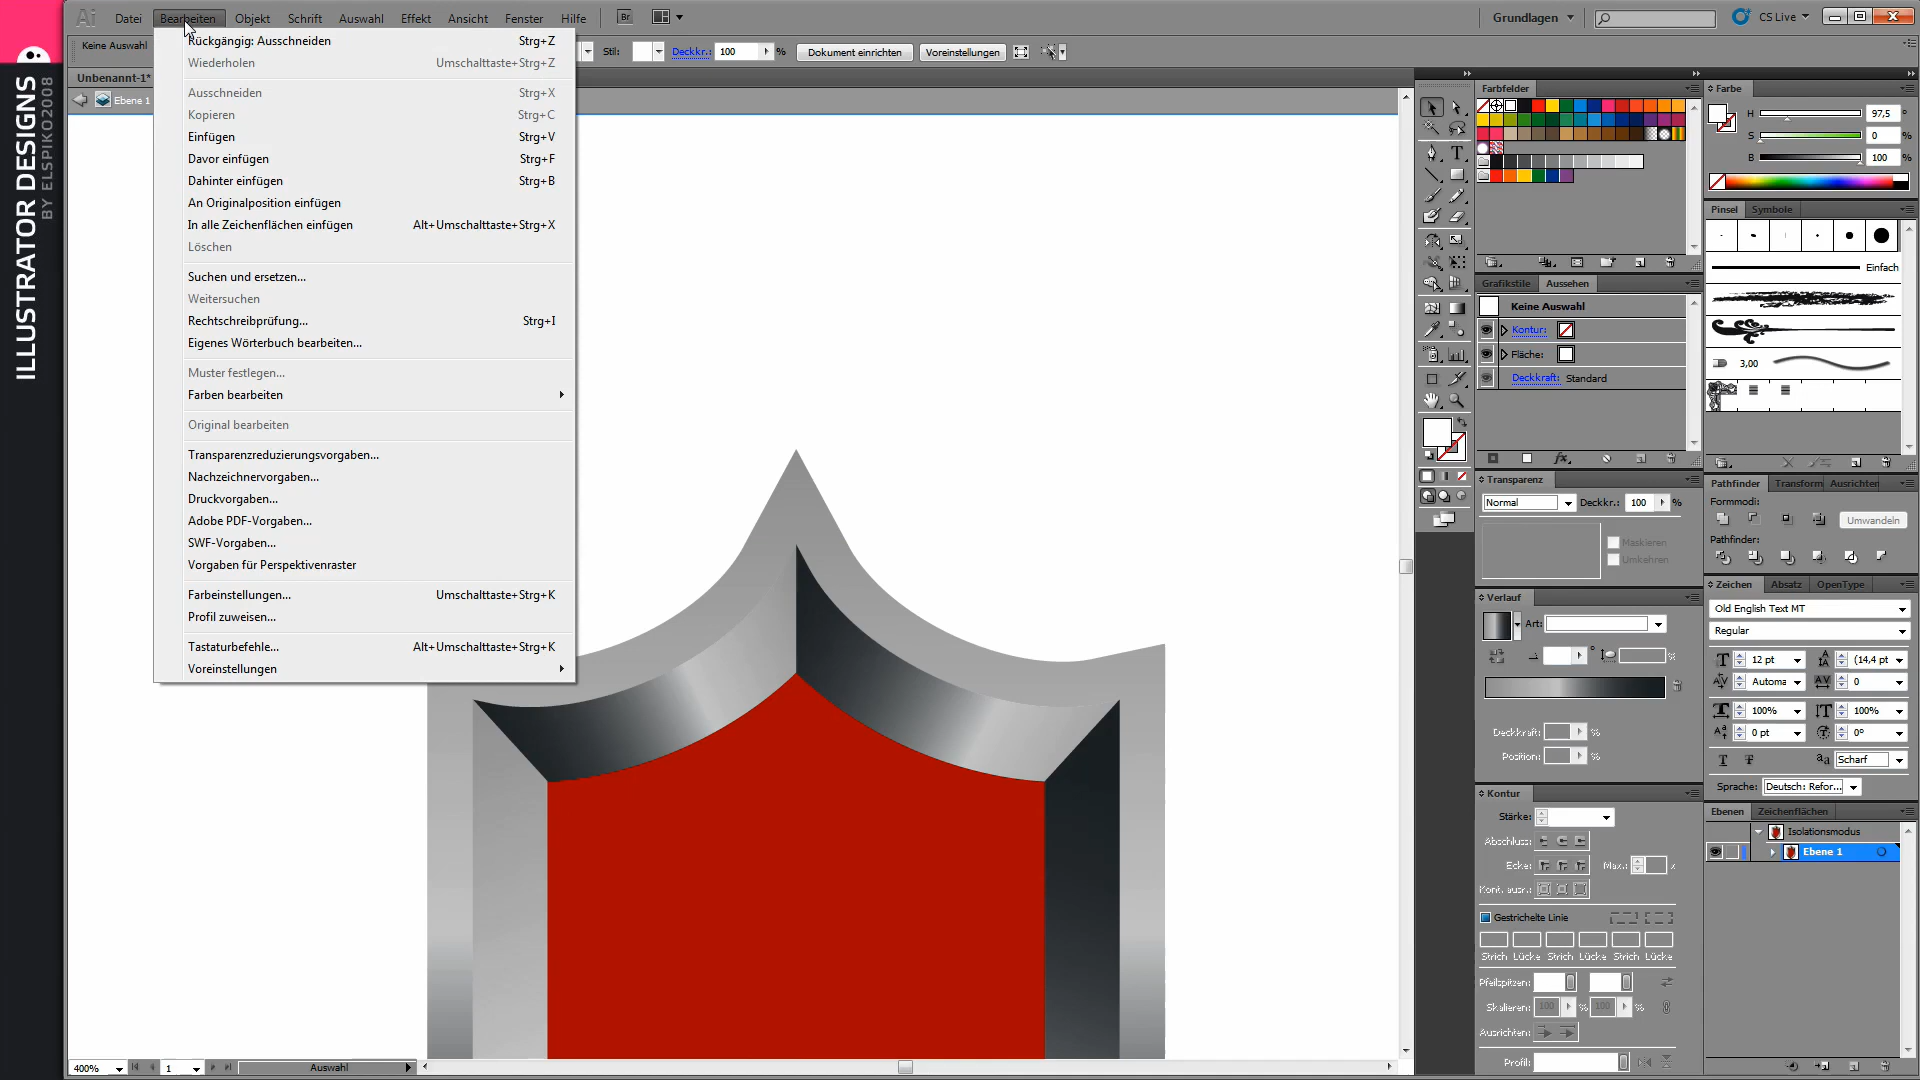 ILLUSTRATOR DESIGNS
BY ELSPIKO2008
Ai Datei Bearbeiten Objekt Schrift Auswahl Effekt Ansicht Fenster Hilfe Br Grundlagen CS Live
Keine Auswahl Stil: Deckkr.: 100 % Dokument einrichten Voreinstellungen
Unbenannt-1*
Ebene 1
Rückgängig: Ausschneiden Strg+Z
Wiederholen Umschalttaste+Strg+Z
Ausschneiden Strg+X
Kopieren Strg+C
Einfügen Strg+V
Davor einfügen Strg+F
Dahinter einfügen Strg+B
An Originalposition einfügen
In alle Zeichenflächen einfügen Alt+Umschalttaste+Strg+X
Löschen
Suchen und ersetzen...
Weitersuchen
Rechtschreibprüfung... Strg+I
Eigenes Wörterbuch bearbeiten...
Muster festlegen...
Farben bearbeiten
Original bearbeiten
Transparenzreduzierungsvorgaben...
Nachzeichnervorgaben...
Druckvorgaben...
Adobe PDF-Vorgaben...
SWF-Vorgaben...
Vorgaben für Perspektivenraster
Farbeinstellungen... Umschalttaste+Strg+K
Profil zuweisen...
Tastaturbefehle... Alt+Umschalttaste+Strg+K
Voreinstellungen
400% 1 Auswahl
Farbfelder
Grafikstile Aussehen
Keine Auswahl
Kontur:
Fläche:
Deckkraft: Standard
Transparenz
Normal Deckkr.: 100 %
Maskieren
Umkehren
Verlauf
Art:
Deckkraft: %
Position: %
Kontur
Stärke:
Abschluss:
Ecke: Max.: x
Kont. ausr.:
Gestrichelte Linie
Strich Lücke Strich Lücke Strich Lücke
Pfeilspitzen:
Skalieren: 100 % 100 %
Ausrichten:
Profil:
Farbe
H 97,5 °
S 0 %
B 100 %
Pinsel Symbole
Einfach
3,00
Pathfinder Transform Ausrichten
Formmodi:
Umwandeln
Pathfinder:
Zeichen Absatz OpenType
Old English Text MT
Regular
12 pt (14,4 pt
Automa 0
100% 100%
0 pt 0°
Scharf
Sprache: Deutsch: Refor...
Ebenen Zeichenflächen
Isolationsmodus
Ebene 1